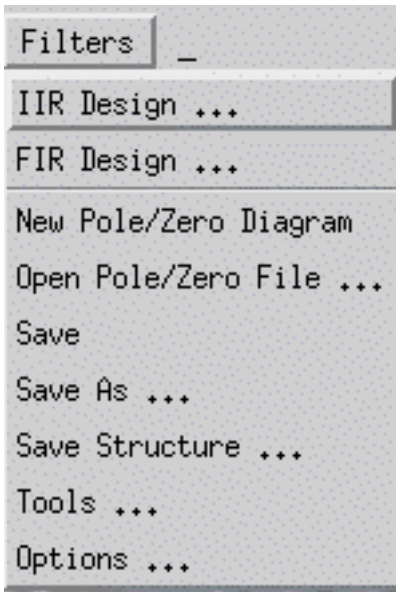 Filters
IIR Design ...
FIR Design ...
New Pole/Zero Diagram
Open Pole/Zero File ...
Save
Save As ...
Save Structure ...
Tools ...
Options ...